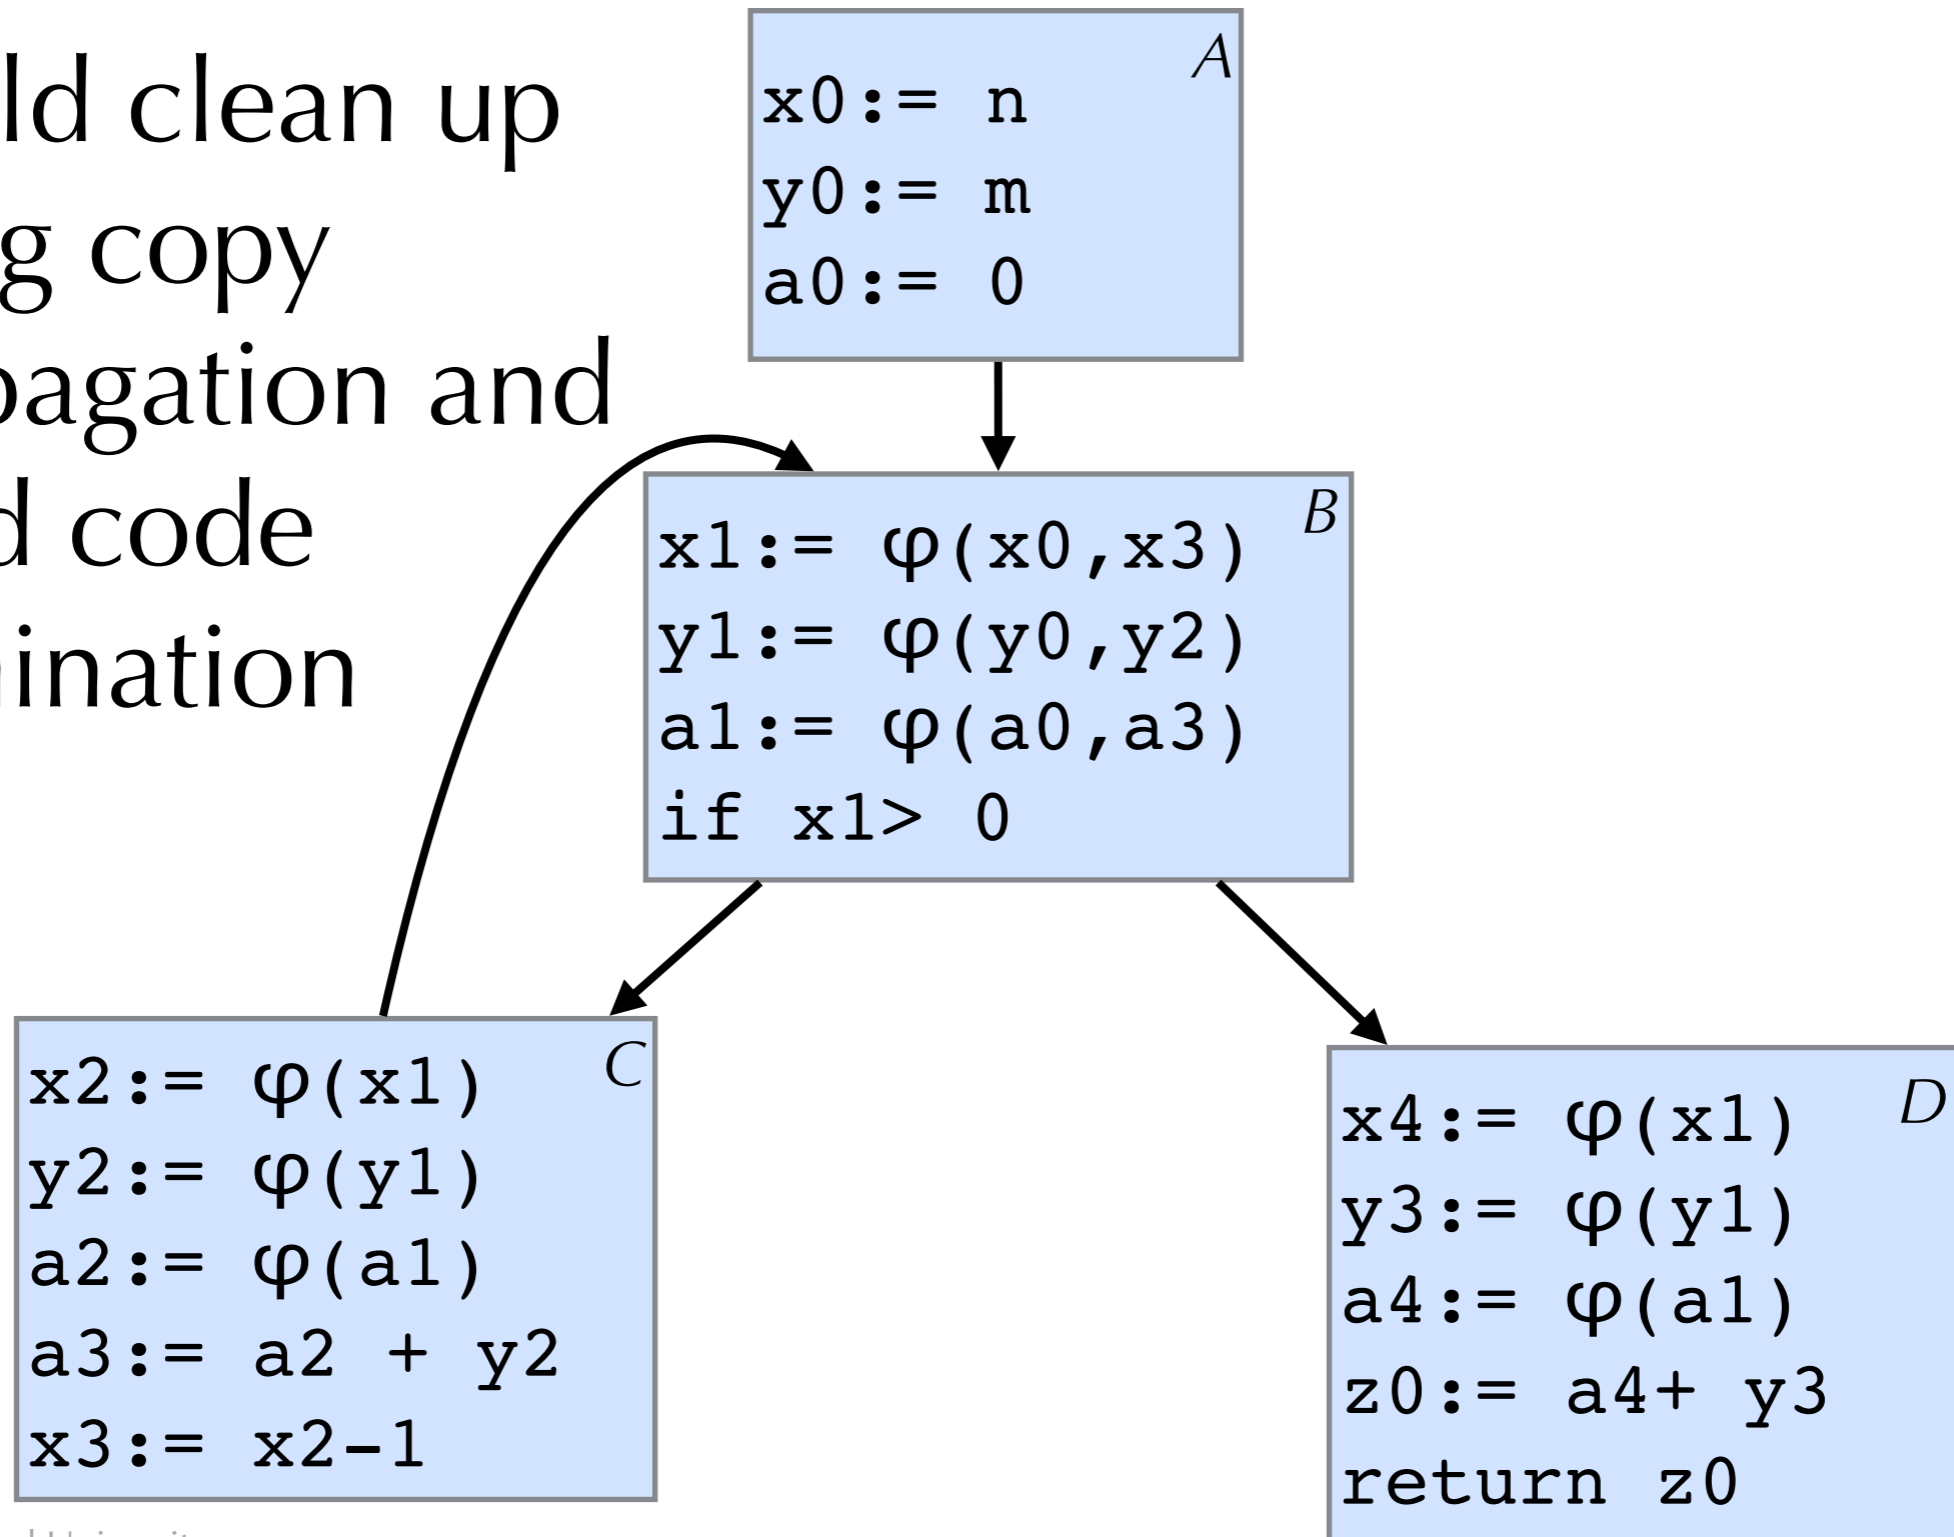 ld clean up
g copy
pagation and
d code
ination
A
x0:= n
y0:= m
a0:= 0
B
x1:= φ(x0,x3)
y1:= φ(y0,y2)
a1:= φ(a0,a3)
if x1> 0
C
x2:= φ(x1)
y2:= φ(y1)
a2:= φ(a1)
a3:= a2 + y2
x3:= x2-1
D
x4:= φ(x1)
y3:= φ(y1)
a4:= φ(a1)
z0:= a4+ y3
return z0